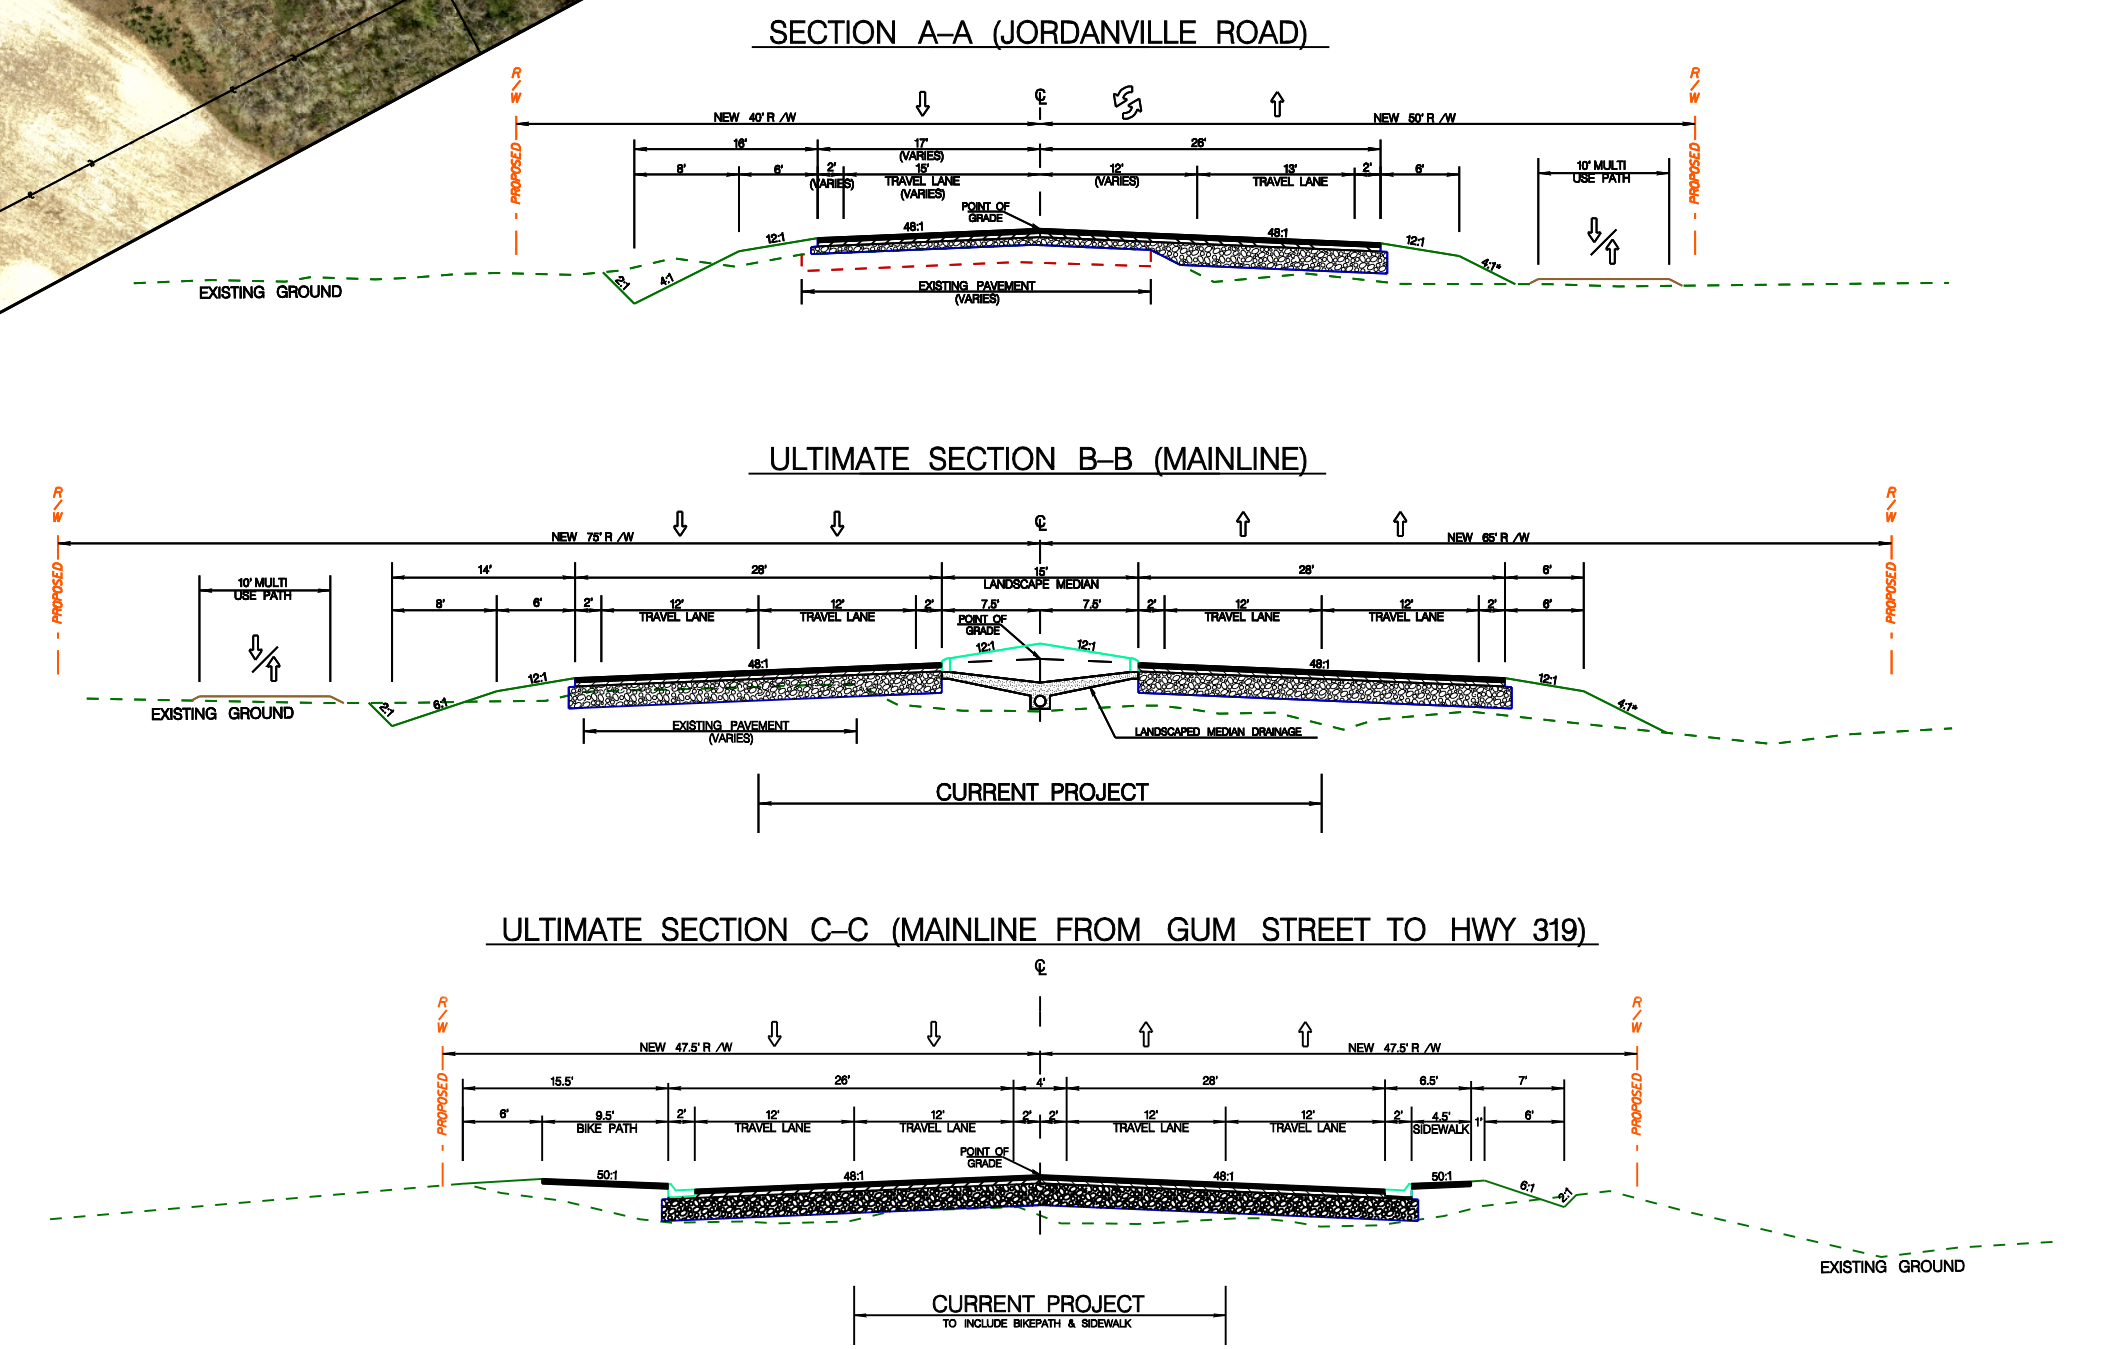 SECTION A–A (JORDANVILLE ROAD)
R/W
PROPOSED
NEW 40' R/W
℄
NEW 50' R/W
R/W
PROPOSED
16'
17'
(VARIES)
26'
8'
6'
2'
(VARIES)
15'
TRAVEL LANE
(VARIES)
12'
(VARIES)
13'
TRAVEL LANE
2'
6'
10' MULTI
USE PATH
POINT OF
GRADE
12:1
48:1
48:1
12:1
2:1
4:1
4:1*
EXISTING GROUND
EXISTING PAVEMENT
(VARIES)
ULTIMATE SECTION B–B (MAINLINE)
R/W
PROPOSED
NEW 75' R/W
℄
NEW 65' R/W
R/W
PROPOSED
10' MULTI
USE PATH
14'
28'
15'
LANDSCAPE MEDIAN
28'
6'
8'
6'
2'
12'
TRAVEL LANE
12'
TRAVEL LANE
2'
7.5'
7.5'
2'
12'
TRAVEL LANE
12'
TRAVEL LANE
2'
6'
POINT OF
GRADE
12:1
12:1
12:1
48:1
48:1
12:1
2:1
6:1
4:1*
EXISTING GROUND
EXISTING PAVEMENT
(VARIES)
LANDSCAPED MEDIAN DRAINAGE
CURRENT PROJECT
ULTIMATE SECTION C–C (MAINLINE FROM GUM STREET TO HWY 319)
℄
R/W
PROPOSED
NEW 47.5' R/W
NEW 47.5' R/W
R/W
PROPOSED
15.5'
26'
4'
28'
6.5'
7'
6'
9.5'
BIKE PATH
2'
12'
TRAVEL LANE
12'
TRAVEL LANE
2'
2'
12'
TRAVEL LANE
12'
TRAVEL LANE
2'
4.5'
SIDEWALK
1'
6'
POINT OF
GRADE
50:1
48:1
48:1
50:1
6:1
2:1
EXISTING GROUND
CURRENT PROJECT
TO INCLUDE BIKEPATH & SIDEWALK